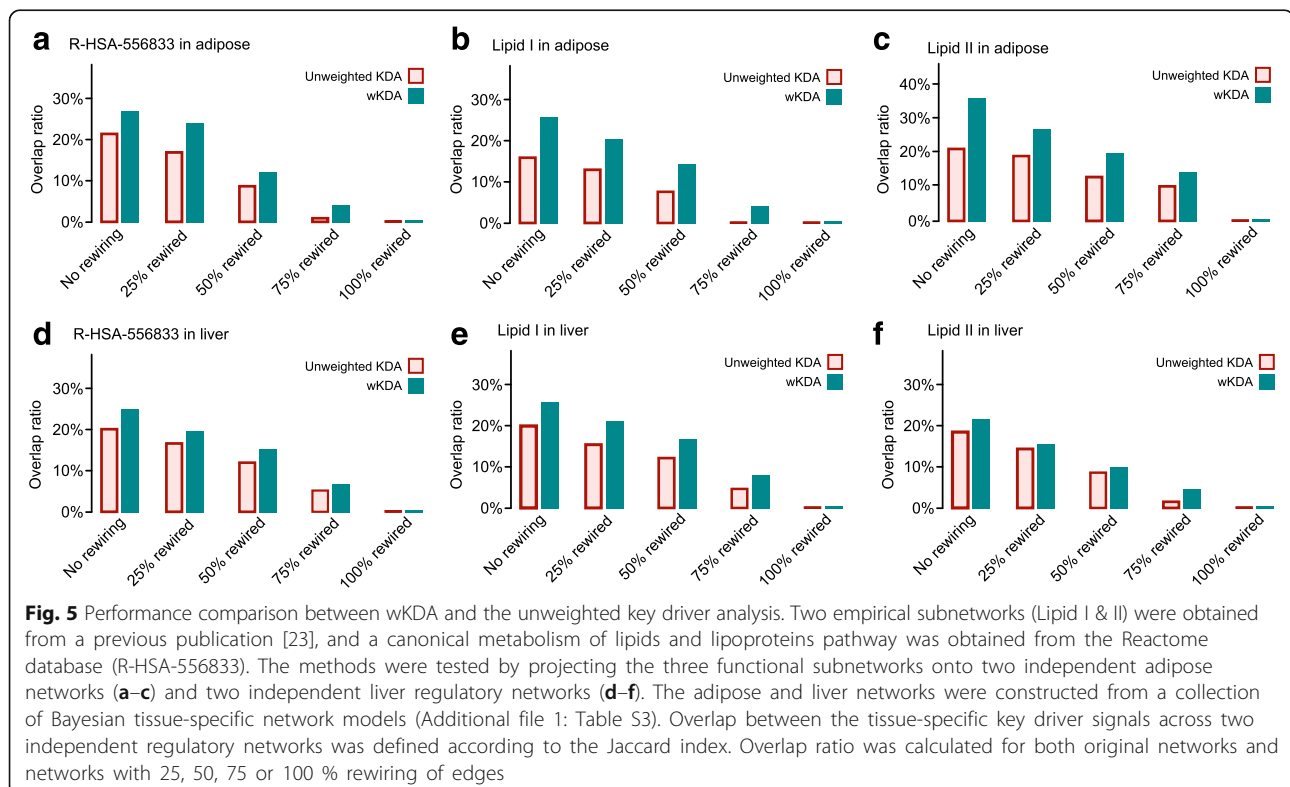 a
R-HSA-556833 in adipose
Unweighted KDA
wKDA
Overlap ratio
30%
20%
10%
0%
No rewiring
25% rewired
50% rewired
75% rewired
100% rewired
b
Lipid I in adipose
Unweighted KDA
wKDA
Overlap ratio
30%
20%
10%
0%
No rewiring
25% rewired
50% rewired
75% rewired
100% rewired
c
Lipid II in adipose
Unweighted KDA
wKDA
Overlap ratio
40%
30%
20%
10%
0%
No rewiring
25% rewired
50% rewired
75% rewired
100% rewired
d
R-HSA-556833 in liver
Unweighted KDA
wKDA
Overlap ratio
30%
20%
10%
0%
No rewiring
25% rewired
50% rewired
75% rewired
100% rewired
e
Lipid I in liver
Unweighted KDA
wKDA
Overlap ratio
30%
20%
10%
0%
No rewiring
25% rewired
50% rewired
75% rewired
100% rewired
f
Lipid II in liver
Unweighted KDA
wKDA
Overlap ratio
30%
20%
10%
0%
No rewiring
25% rewired
50% rewired
75% rewired
100% rewired
Fig. 5 Performance comparison between wKDA and the unweighted key driver analysis. Two empirical subnetworks (Lipid I & II) were obtained
from a previous publication [23], and a canonical metabolism of lipids and lipoproteins pathway was obtained from the Reactome
database (R-HSA-556833). The methods were tested by projecting the three functional subnetworks onto two independent adipose
networks (a–c) and two independent liver regulatory networks (d–f). The adipose and liver networks were constructed from a collection
of Bayesian tissue-specific network models (Additional file 1: Table S3). Overlap between the tissue-specific key driver signals across two
independent regulatory networks was defined according to the Jaccard index. Overlap ratio was calculated for both original networks and
networks with 25, 50, 75 or 100 % rewiring of edges